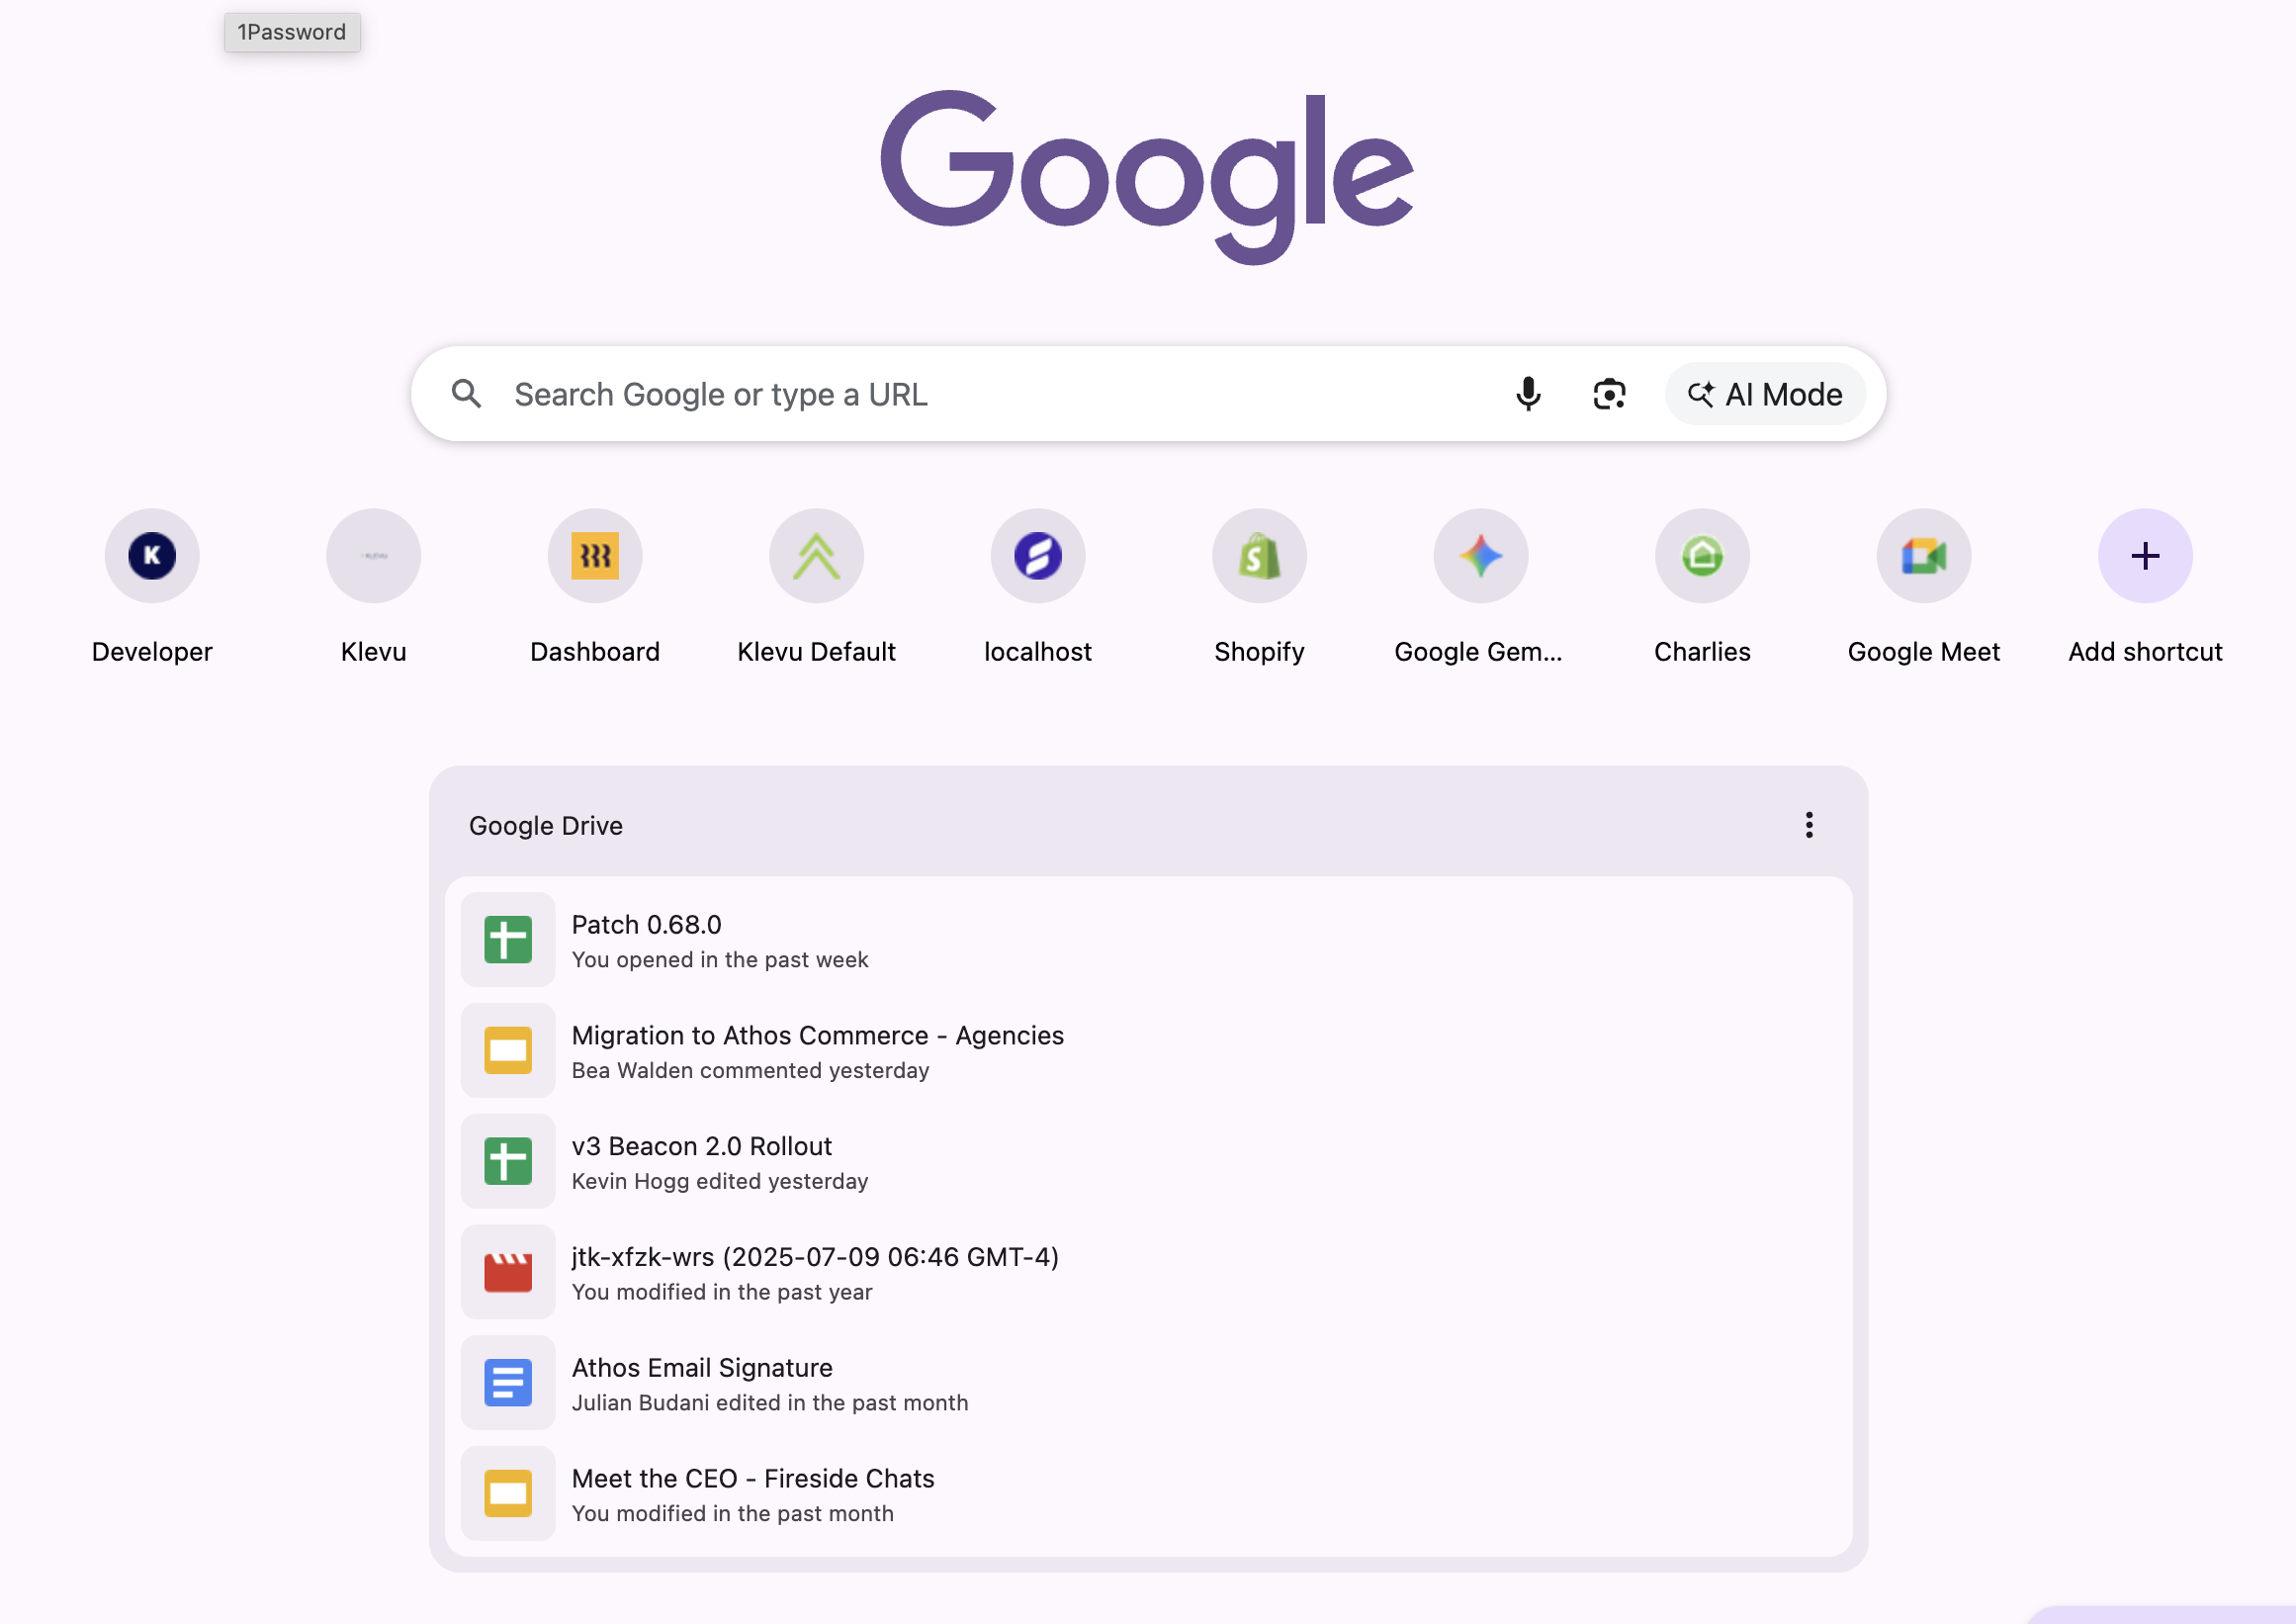 1Password
Google
Search Google or type a URL
AI Mode
Developer
Klevu
Dashboard
Klevu Default
localhost
Shopify
Google Gem...
Charlies
Google Meet
Add shortcut
Google Drive
Patch 0.68.0
You opened in the past week
Migration to Athos Commerce - Agencies
Bea Walden commented yesterday
v3 Beacon 2.0 Rollout
Kevin Hogg edited yesterday
jtk-xfzk-wrs (2025-07-09 06:46 GMT-4)
You modified in the past year
Athos Email Signature
Julian Budani edited in the past month
Meet the CEO - Fireside Chats
You modified in the past month